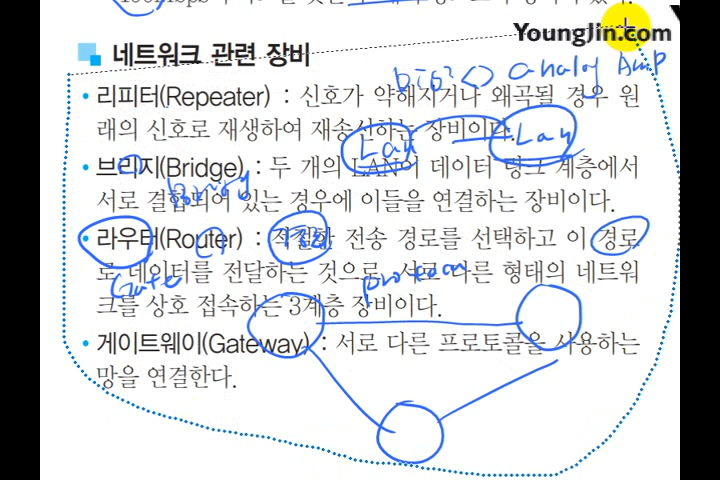 YoungJin.com
네트워크 관련 장비
analog Amp
• 리피터(Repeater) : 신호가 약해지거나 왜곡될 경우 원
래의 신호로 재생하여 재송신하는 장비이다.
Lan Lan
• 브리지(Bridge) : 두 개의 LAN이 데이터 링크 계층에서
서로 결합되어 있는 경우에 이들을 연결하는 장비이다.
• 라우터(Router) : 적절한 전송 경로를 선택하고 이 경로
로 데이터를 전달하는 것으로 서로 다른 형태의 네트워
Gate
크를 상호 접속하는 3계층 장비이다.
• 게이트웨이(Gateway) : 서로 다른 프로토콜을 사용하는
망을 연결한다.